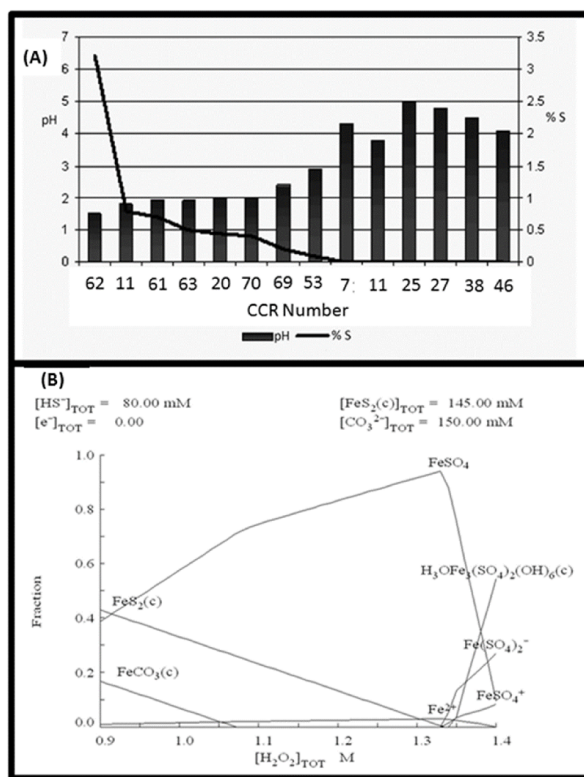 (A)
7 3.5
6 3
5 2.5
pH 4 2 % S
3 1.5
2 1
1 0.5
0 0
62 11 61 63 20 70 69 53 7: 11 25 27 38 46
CCR Number
pH % S
(B)
[HS⁻]TOT = 80.00 mM [FeS₂(c)]TOT = 145.00 mM
[e⁻]TOT = 0.00 [CO₃²⁻]TOT = 150.00 mM
1.0
FeSO₄
0.8
H₃OFe₃(SO₄)₂(OH)₆(c)
0.6
Fraction
FeS₂(c)
0.4
Fe(SO₄)₂⁻
FeCO₃(c)
0.2
Fe²⁺ FeSO₄⁺
0.0
0.9 1.0 1.1 1.2 1.3 1.4
[H₂O₂]TOT M